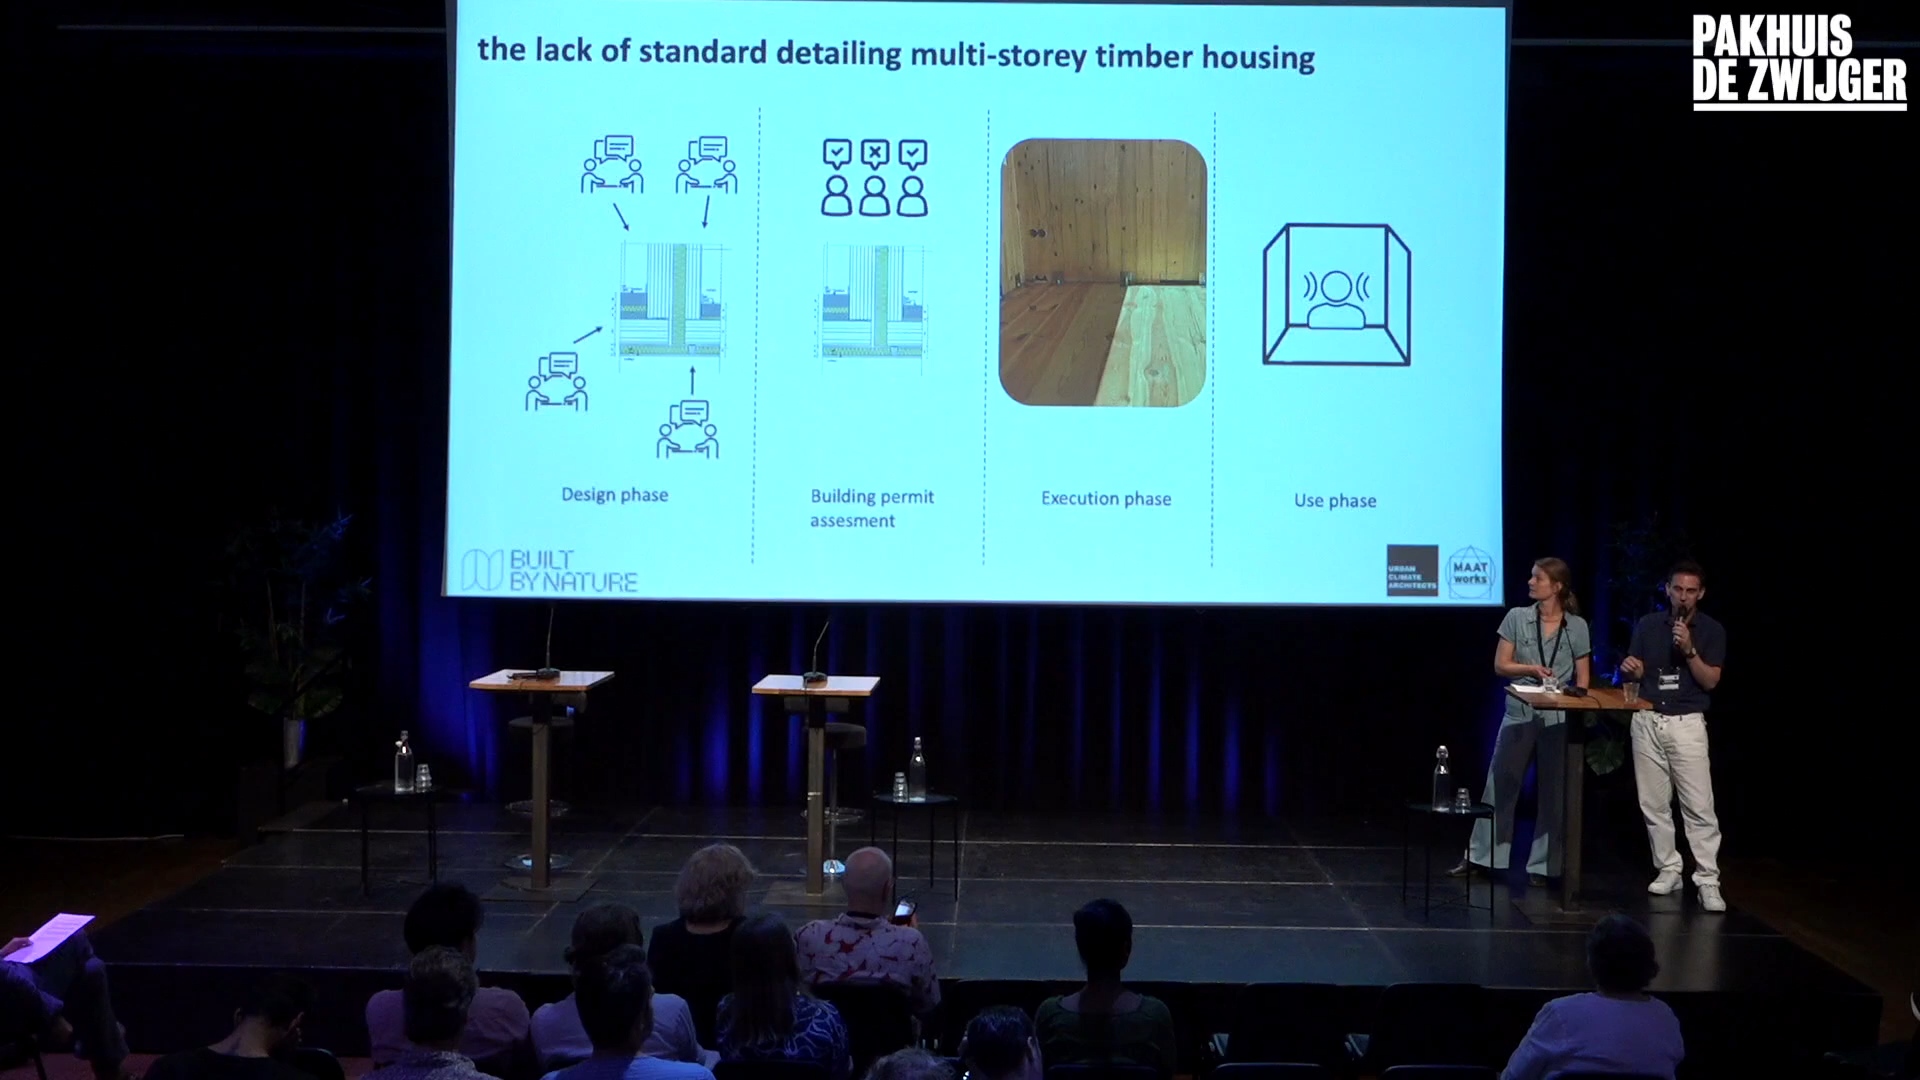 PAKHUIS
DE ZWIJGER
the lack of standard detailing multi-storey timber housing
Design phase
Building permit
assesment
Execution phase
Use phase
BUILT
BY NATURE
URBAN
CLIMATE
ARCHITECTS
MAAT
works